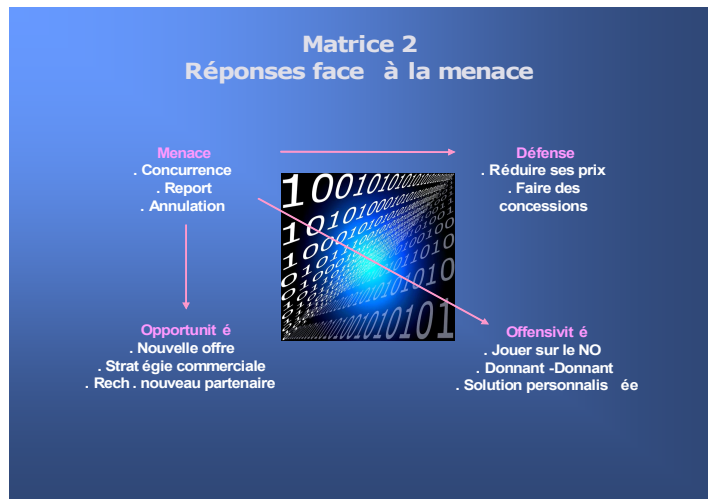 Matrice 2
Réponses face à la menace
Menace
. Concurrence
. Report
. Annulation
Défense
. Réduire ses prix
. Faire des
concessions
Opportunit é
. Nouvelle offre
. Strat égie commerciale
. Rech . nouveau partenaire
Offensivit é
. Jouer sur le NO
. Donnant -Donnant
. Solution personnalis ée